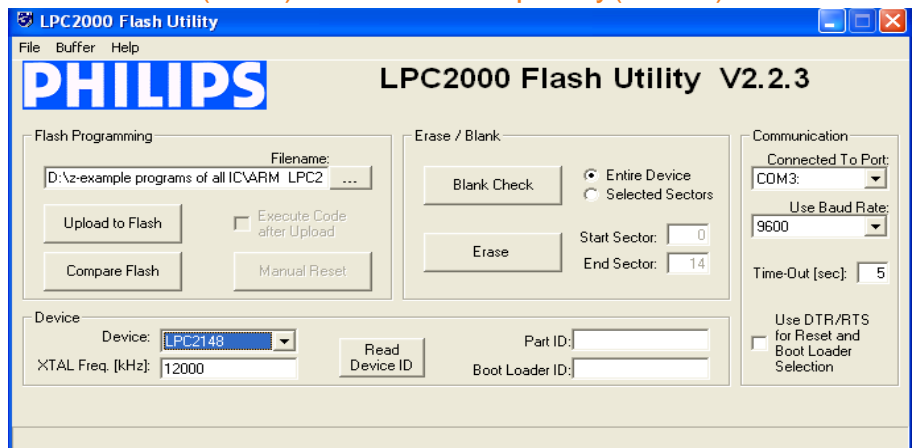 LPC2000 Flash Utility
File Buffer Help
PHILIPS
LPC2000 Flash Utility V2.2.3
Flash Programming
Filename:
D:\z-example programs of all IC\ARM LPC2
...
Upload to Flash
Execute Code
after Upload
Compare Flash
Manual Reset
Erase / Blank
Blank Check
Entire Device
Selected Sectors
Erase
Start Sector: 0
End Sector: 14
Communication
Connected To Port:
COM3:
Use Baud Rate:
9600
Time-Out [sec]: 5
Use DTR/RTS
for Reset and
Boot Loader
Selection
Device
Device: LPC2148
XTAL Freq. [kHz]: 12000
Read
Device ID
Part ID:
Boot Loader ID: